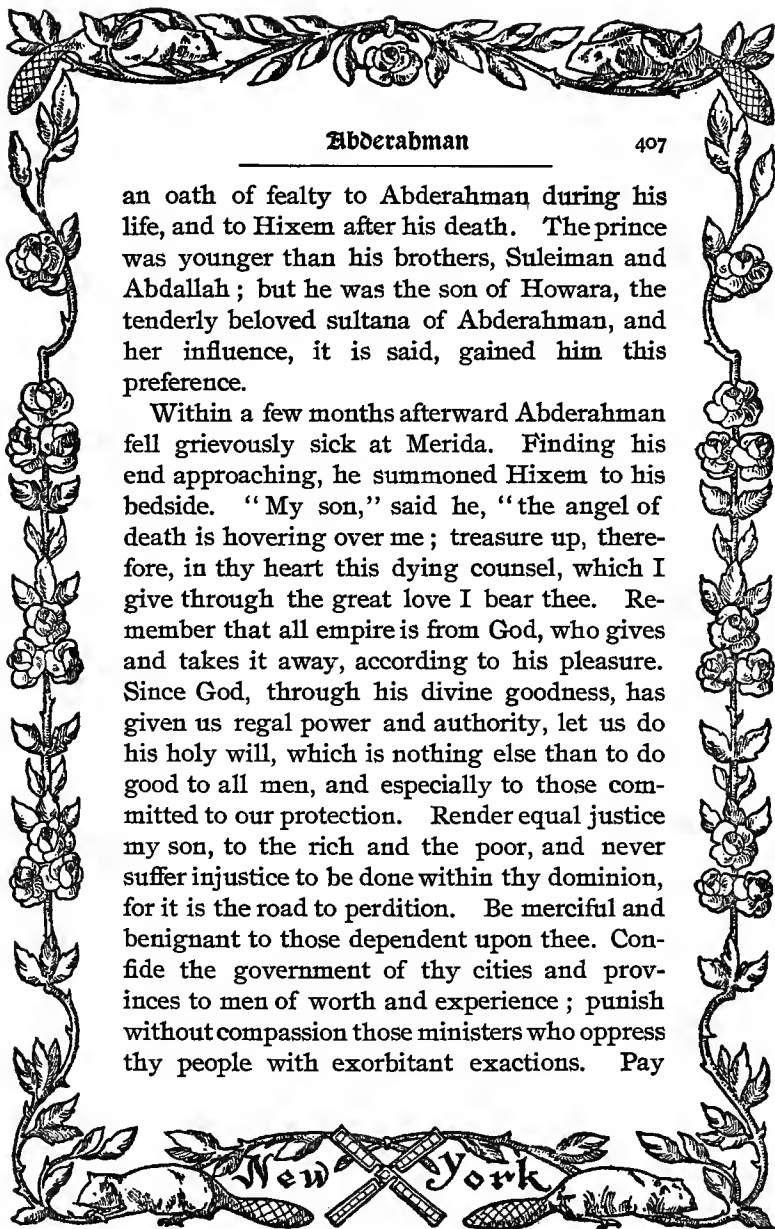 Abderahman 407
an oath of fealty to Abderahman during his
life, and to Hixem after his death. The prince
was younger than his brothers, Suleiman and
Abdallah ; but he was the son of Howara, the
tenderly beloved sultana of Abderahman, and
her influence, it is said, gained him this
preference.
Within a few months afterward Abderahman
fell grievously sick at Merida. Finding his
end approaching, he summoned Hixem to his
bedside. "My son," said he, "the angel of
death is hovering over me ; treasure up, there-
fore, in thy heart this dying counsel, which I
give through the great love I bear thee. Re-
member that all empire is from God, who gives
and takes it away, according to his pleasure.
Since God, through his divine goodness, has
given us regal power and authority, let us do
his holy will, which is nothing else than to do
good to all men, and especially to those com-
mitted to our protection. Render equal justice
my son, to the rich and the poor, and never
suffer injustice to be done within thy dominion,
for it is the road to perdition. Be merciful and
benignant to those dependent upon thee. Con-
fide the government of thy cities and prov-
inces to men of worth and experience ; punish
without compassion those ministers who oppress
thy people with exorbitant exactions. Pay
New York